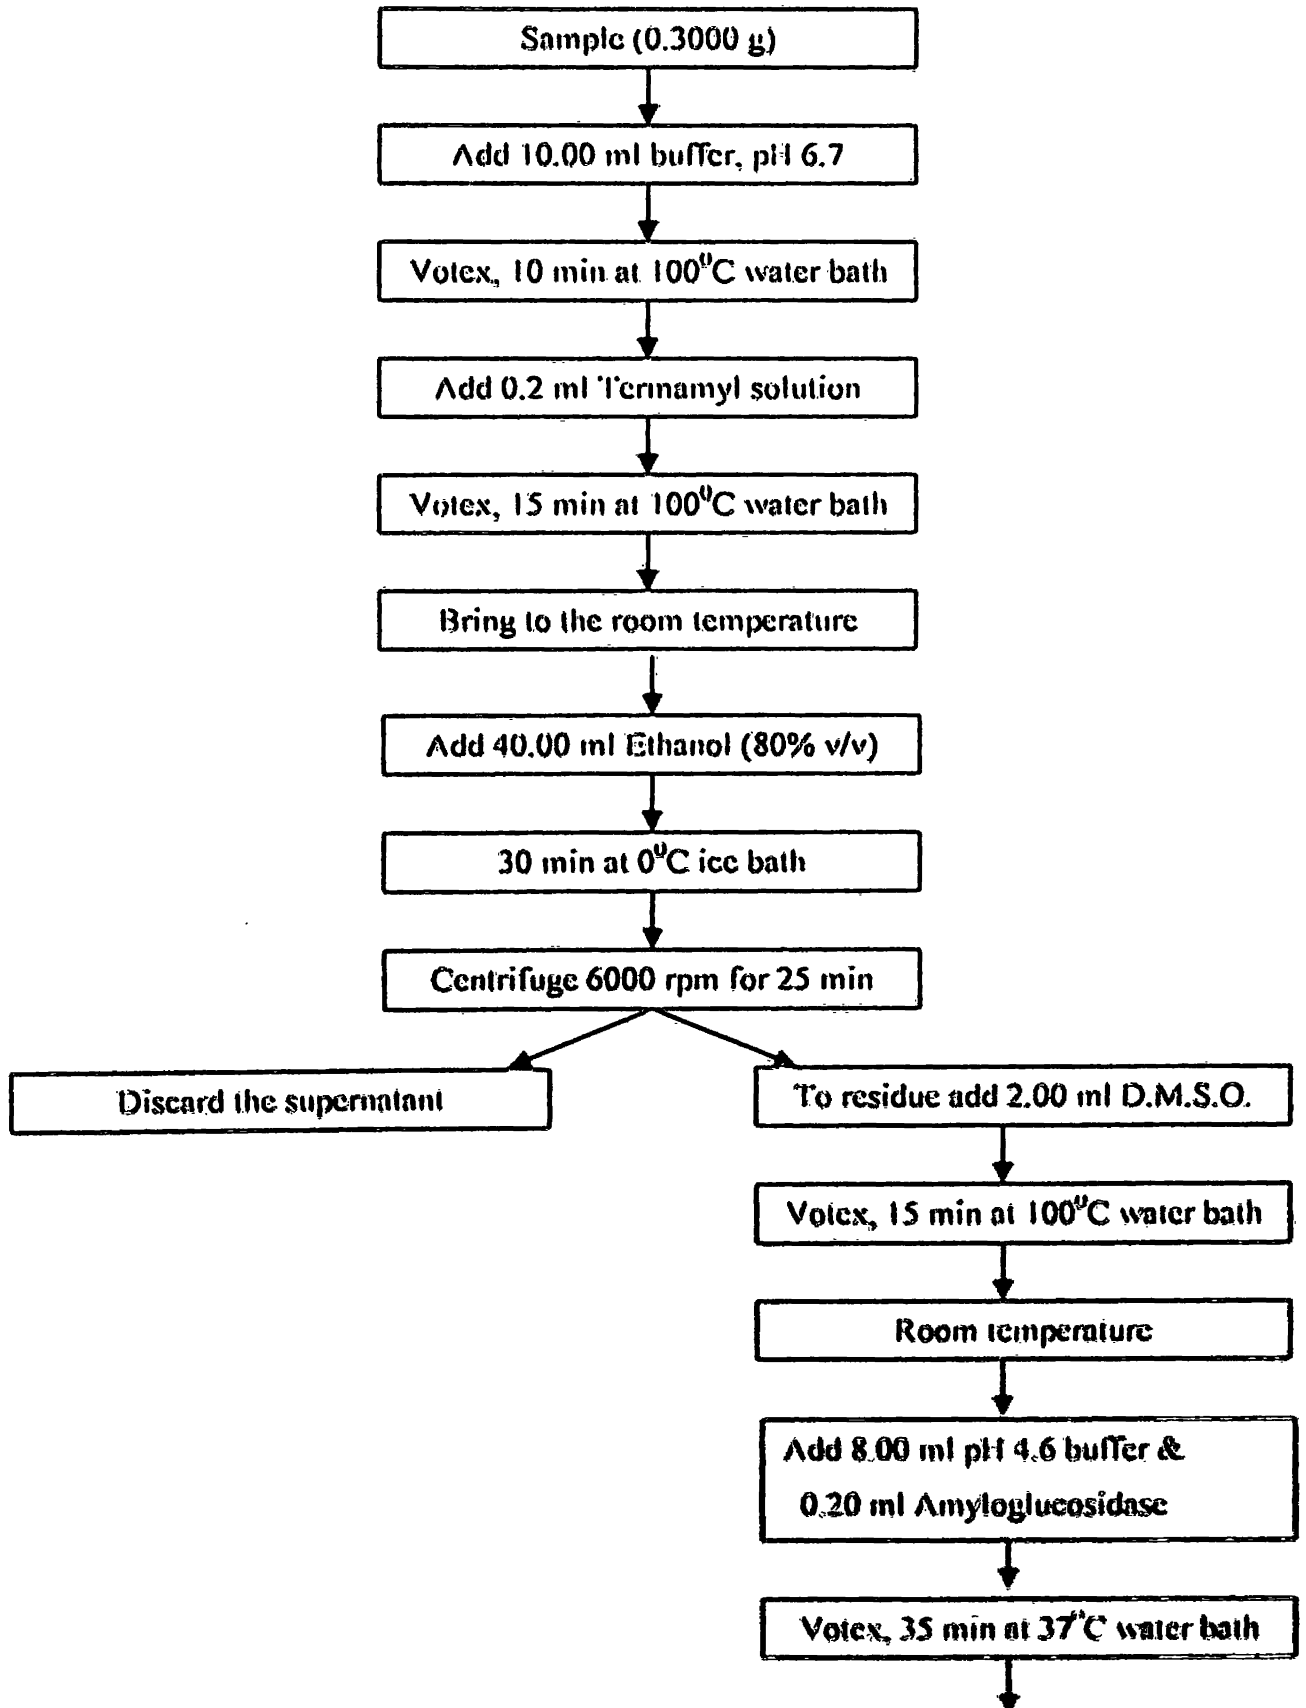 Sample (0.3000 g)
Add 10.00 ml buffer, pH 6.7
Votex, 10 min at 100⁰C water bath
Add 0.2 ml Termamyl solution
Votex, 15 min at 100⁰C water bath
Bring to the room temperature
Add 40.00 ml Ethanol (80% v/v)
30 min at 0⁰C ice bath
Centrifuge 6000 rpm for 25 min
Discard the supernatant
To residue add 2.00 ml D.M.S.O.
Votex, 15 min at 100⁰C water bath
Room temperature
Add 8.00 ml pH 4.6 buffer &
0.20 ml Amyloglucosidase
Votex, 35 min at 37⁰C water bath